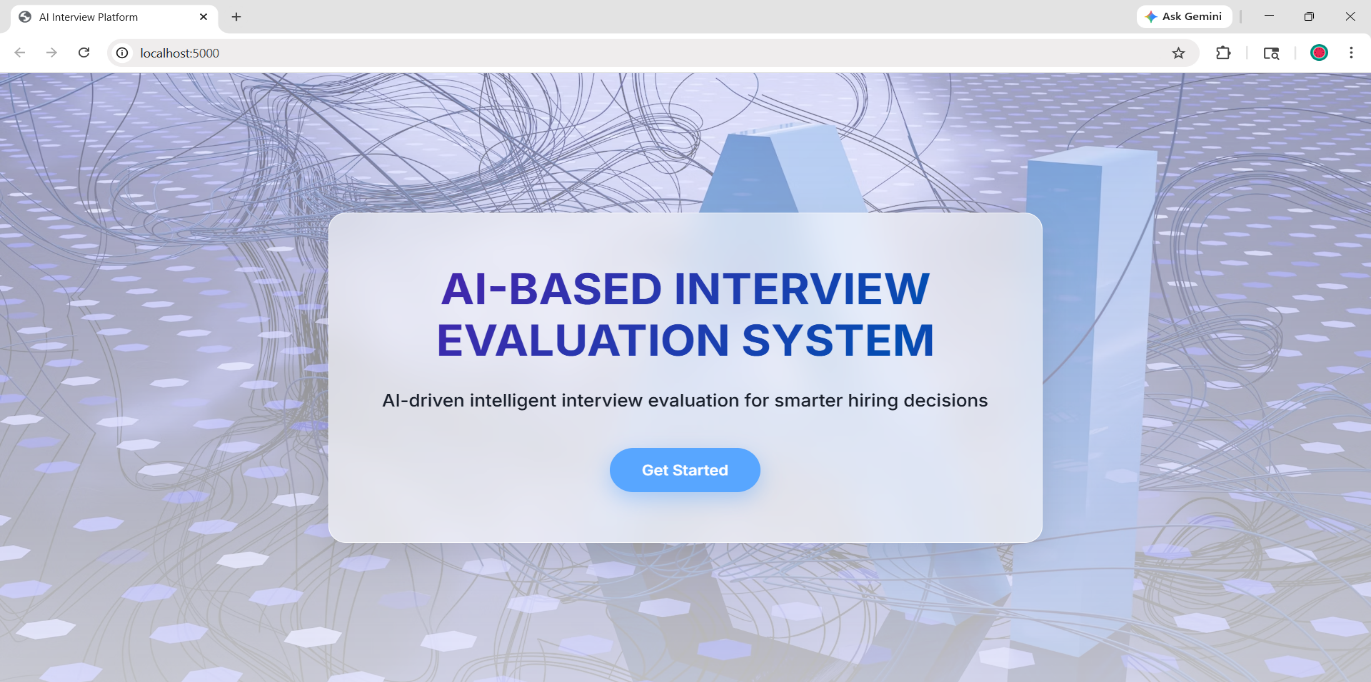 AI Interview Platform
Ask Gemini
localhost:5000
AI-BASED INTERVIEW
EVALUATION SYSTEM
AI-driven intelligent interview evaluation for smarter hiring decisions
Get Started